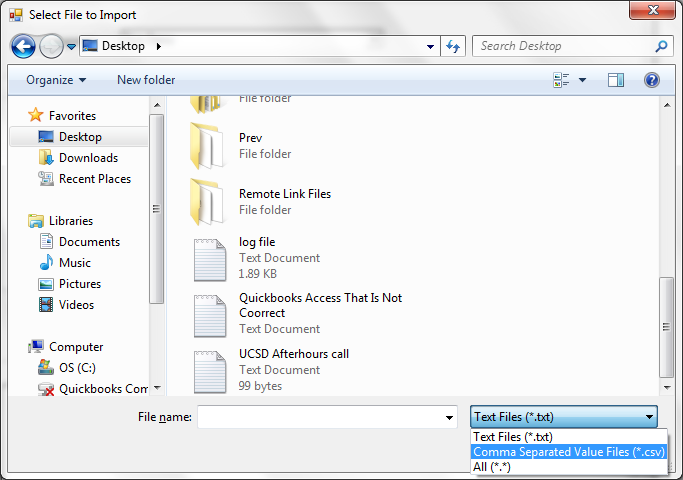 Select File to Import
Desktop
Search Desktop
Organize
New folder
Favorites
Desktop
Downloads
Recent Places
Libraries
Documents
Music
Pictures
Videos
Computer
OS (C:)
Quickbooks Com
File folder
Prev
File folder
Remote Link Files
File folder
log file
Text Document
1.89 KB
Quickbooks Access That Is Not
Coorrect
Text Document
UCSD Afterhours call
Text Document
99 bytes
File name:
Text Files (*.txt)
Text Files (*.txt)
Comma Separated Value Files (*.csv)
All (*.*)